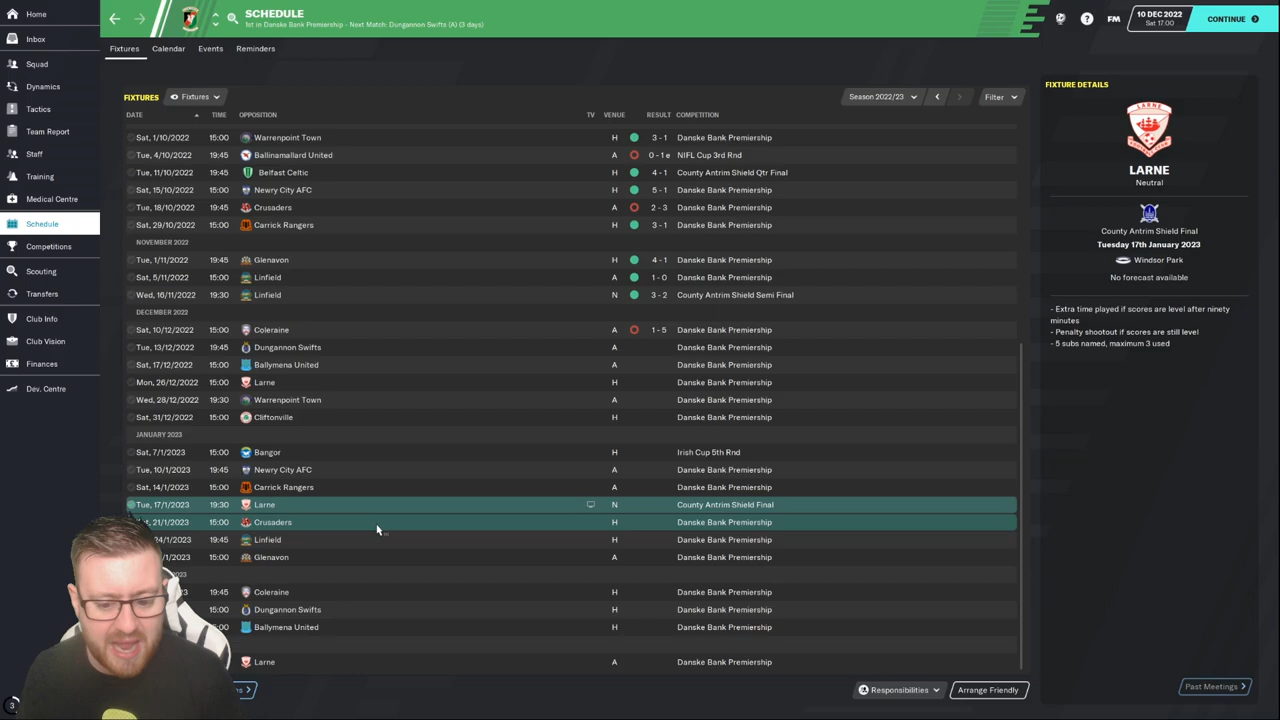 Home
Inbox
Squad
Dynamics
Tactics
Team Report
Staff
Training
Medical Centre
Schedule
Competitions
Scouting
Transfers
Club Info
Club Vision
Finances
Dev. Centre
3
SCHEDULE
1st in Danske Bank Premiership - Next Match: Dungannon Swifts (A) (3 days)
FM
10 DEC 2022
Sat 17:00
CONTINUE
Fixtures Calendar Events Reminders
FIXTURES Fixtures Season 2022/23 Filter
DATE TIME OPPOSITION TV VENUE RESULT COMPETITION
Sat, 1/10/2022 15:00 Warrenpoint Town H 3 - 1 Danske Bank Premiership
Tue, 4/10/2022 19:45 Ballinamallard United A 0 - 1 e NIFL Cup 3rd Rnd
Tue, 11/10/2022 19:45 Belfast Celtic H 4 - 1 County Antrim Shield Qtr Final
Sat, 15/10/2022 15:00 Newry City AFC H 5 - 1 Danske Bank Premiership
Tue, 18/10/2022 19:45 Crusaders A 2 - 3 Danske Bank Premiership
Sat, 29/10/2022 15:00 Carrick Rangers H 3 - 1 Danske Bank Premiership
NOVEMBER 2022
Tue, 1/11/2022 19:45 Glenavon H 4 - 1 Danske Bank Premiership
Sat, 5/11/2022 15:00 Linfield A 1 - 0 Danske Bank Premiership
Wed, 16/11/2022 19:30 Linfield N 3 - 2 County Antrim Shield Semi Final
DECEMBER 2022
Sat, 10/12/2022 15:00 Coleraine A 1 - 5 Danske Bank Premiership
Tue, 13/12/2022 19:45 Dungannon Swifts A Danske Bank Premiership
Sat, 17/12/2022 15:00 Ballymena United A Danske Bank Premiership
Mon, 26/12/2022 15:00 Larne H Danske Bank Premiership
Wed, 28/12/2022 19:30 Warrenpoint Town A Danske Bank Premiership
Sat, 31/12/2022 15:00 Cliftonville H Danske Bank Premiership
JANUARY 2023
Sat, 7/1/2023 15:00 Bangor H Irish Cup 5th Rnd
Tue, 10/1/2023 19:45 Newry City AFC A Danske Bank Premiership
Sat, 14/1/2023 15:00 Carrick Rangers A Danske Bank Premiership
Tue, 17/1/2023 19:30 Larne N County Antrim Shield Final
21/1/2023 15:00 Crusaders H Danske Bank Premiership
24/1/2023 19:45 Linfield H Danske Bank Premiership
/1/2023 15:00 Glenavon A Danske Bank Premiership
19:45 Coleraine H Danske Bank Premiership
15:00 Dungannon Swifts H Danske Bank Premiership
Ballymena United H Danske Bank Premiership
Larne A Danske Bank Premiership
Responsibilities Arrange Friendly
FIXTURE DETAILS
LARNE
Neutral
County Antrim Shield Final
Tuesday 17th January 2023
Windsor Park
No forecast available
- Extra time played if scores are level after ninety
minutes
- Penalty shootout if scores are still level
- 5 subs named, maximum 3 used
Past Meetings